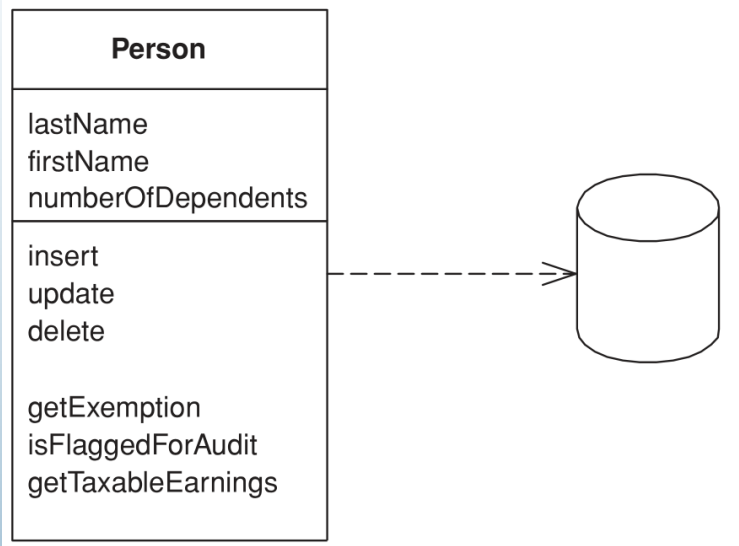 Person
lastName
firstName
numberOfDependents
insert
update
delete
getExemption
isFlaggedForAudit
getTaxableEarnings